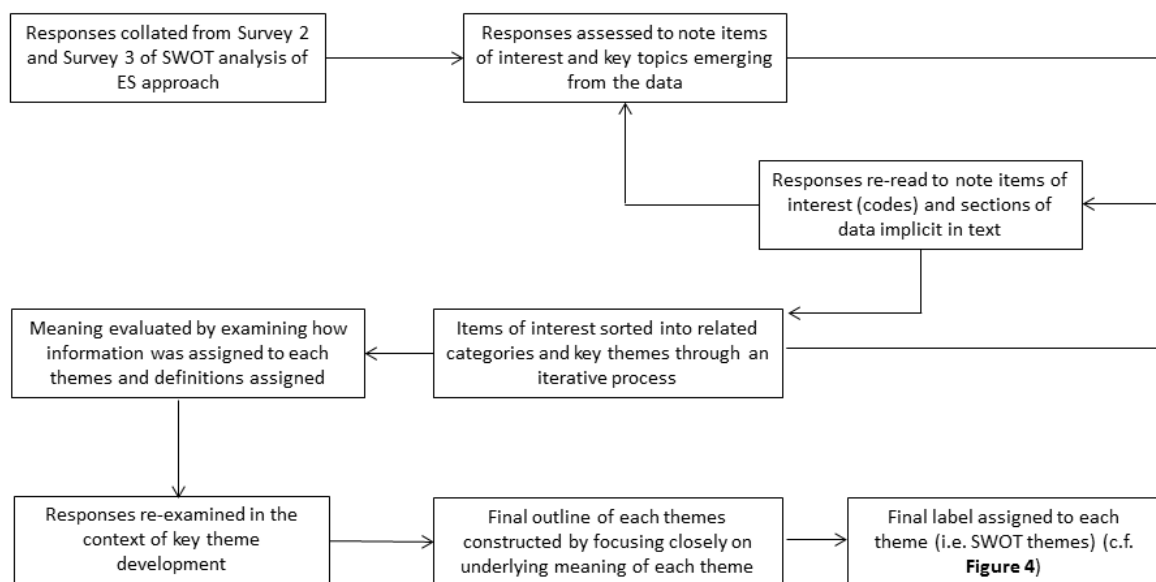 Responses collated from Survey 2
and Survey 3 of SWOT analysis of
ES approach
Responses assessed to note items
of interest and key topics emerging
from the data
Responses re-read to note items of
interest (codes) and sections of
data implicit in text
Items of interest sorted into related
categories and key themes through an
iterative process
Meaning evaluated by examining how
information was assigned to each
themes and definitions assigned
Responses re-examined in the
context of key theme
development
Final outline of each themes
constructed by focusing closely on
underlying meaning of each theme
Final label assigned to each
theme (i.e. SWOT themes) (c.f.
Figure 4)